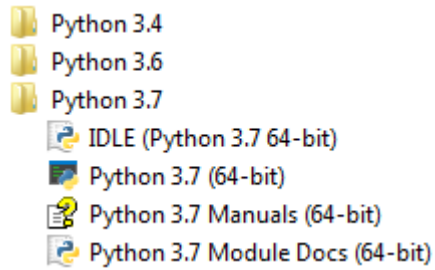 Python 3.4
Python 3.6
Python 3.7
IDLE (Python 3.7 64-bit)
Python 3.7 (64-bit)
Python 3.7 Manuals (64-bit)
Python 3.7 Module Docs (64-bit)